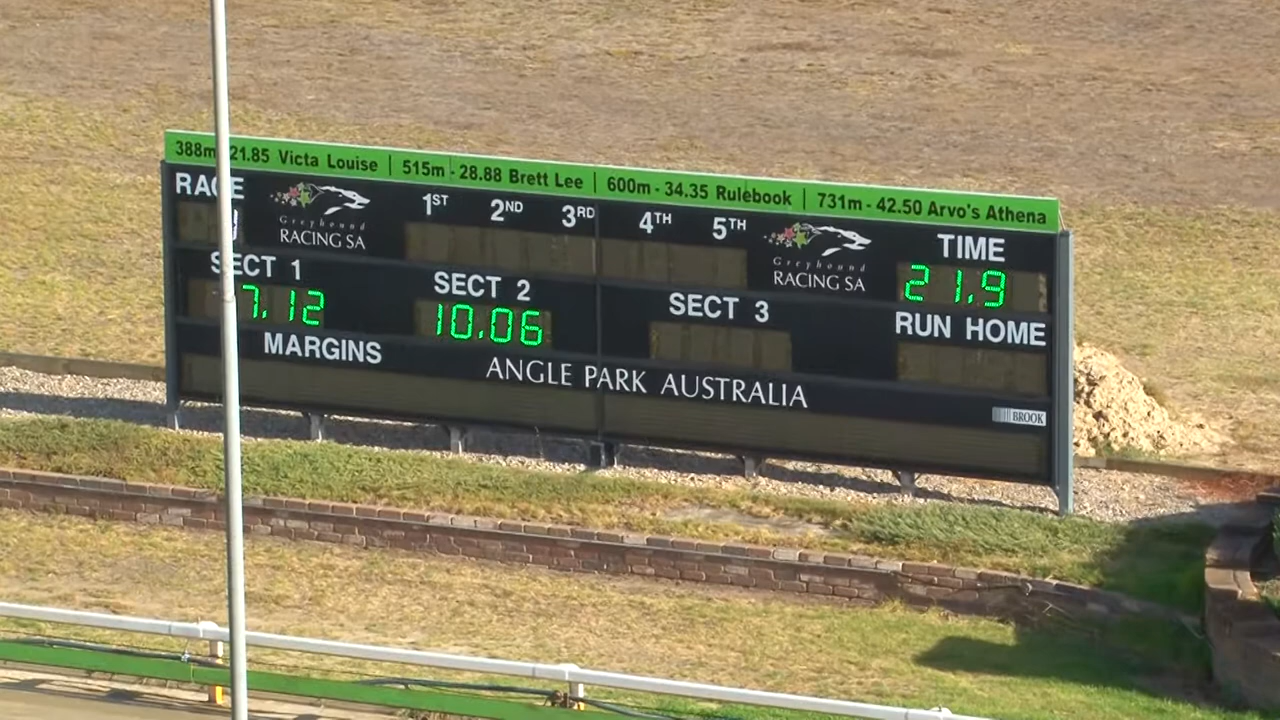 388m 21.85 Victa Louise | 515m - 28.88 Brett Lee | 600m - 34.35 Rulebook | 731m - 42.50 Arvo's Athena
RACE
Greyhound
RACING SA
1ST 2ND 3RD 4TH 5TH
Greyhound
RACING SA
TIME
21.9
SECT 1
7.12
SECT 2
10.06
SECT 3
RUN HOME
MARGINS
ANGLE PARK AUSTRALIA
BROOK